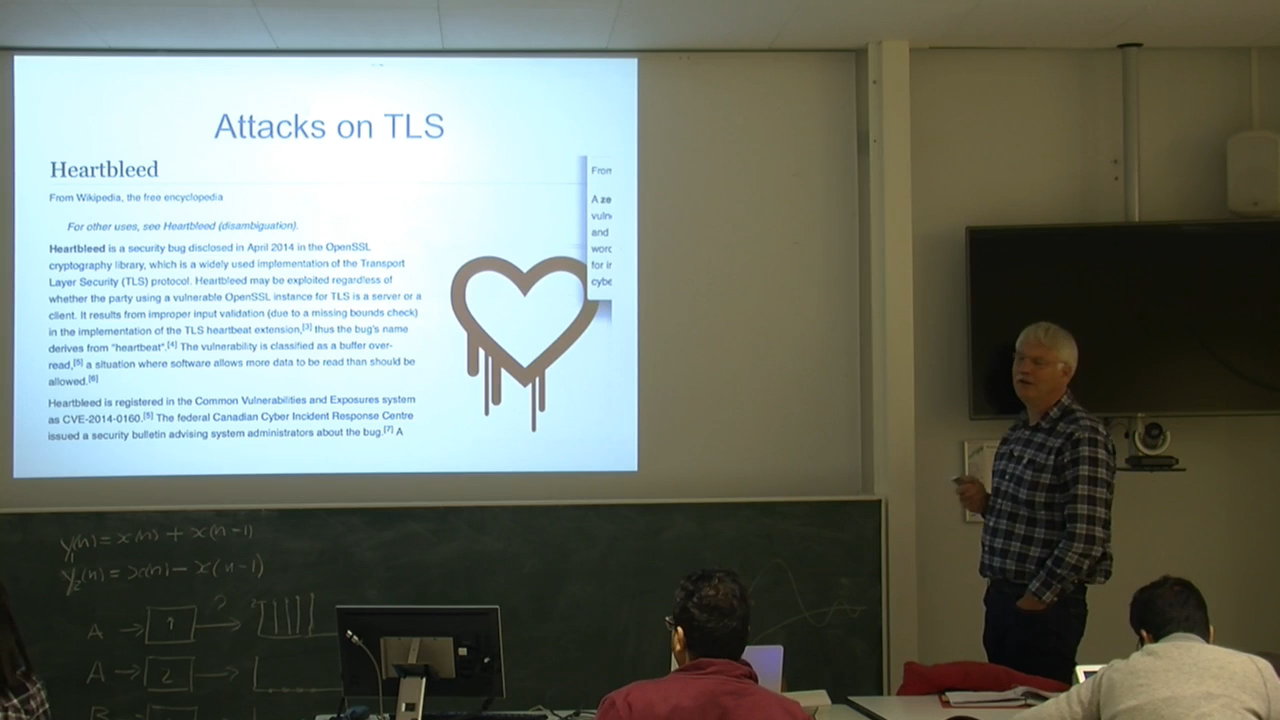 Attacks on TLS
Heartbleed
From Wikipedia, the free encyclopedia
For other uses, see Heartbleed (disambiguation).
Heartbleed is a security bug disclosed in April 2014 in the OpenSSL
cryptography library, which is a widely used implementation of the Transport
Layer Security (TLS) protocol. Heartbleed may be exploited regardless of
whether the party using a vulnerable OpenSSL instance for TLS is a server or a
client. It results from improper input validation (due to a missing bounds check)
in the implementation of the TLS heartbeat extension,[3] thus the bug's name
derives from "heartbeat".[4] The vulnerability is classified as a buffer over-
read,[5] a situation where software allows more data to be read than should be
allowed.[6]
Heartbleed is registered in the Common Vulnerabilities and Exposures system
as CVE-2014-0160.[5] The federal Canadian Cyber Incident Response Centre
issued a security bulletin advising system administrators about the bug.[7] A
From
A ze
vuln
and
word
for in
cybe
y1(n) = x(n) + x(n-1)
y2(n) = x(n) - x(n-1)
A → 1 → ?
A → 2 →
B